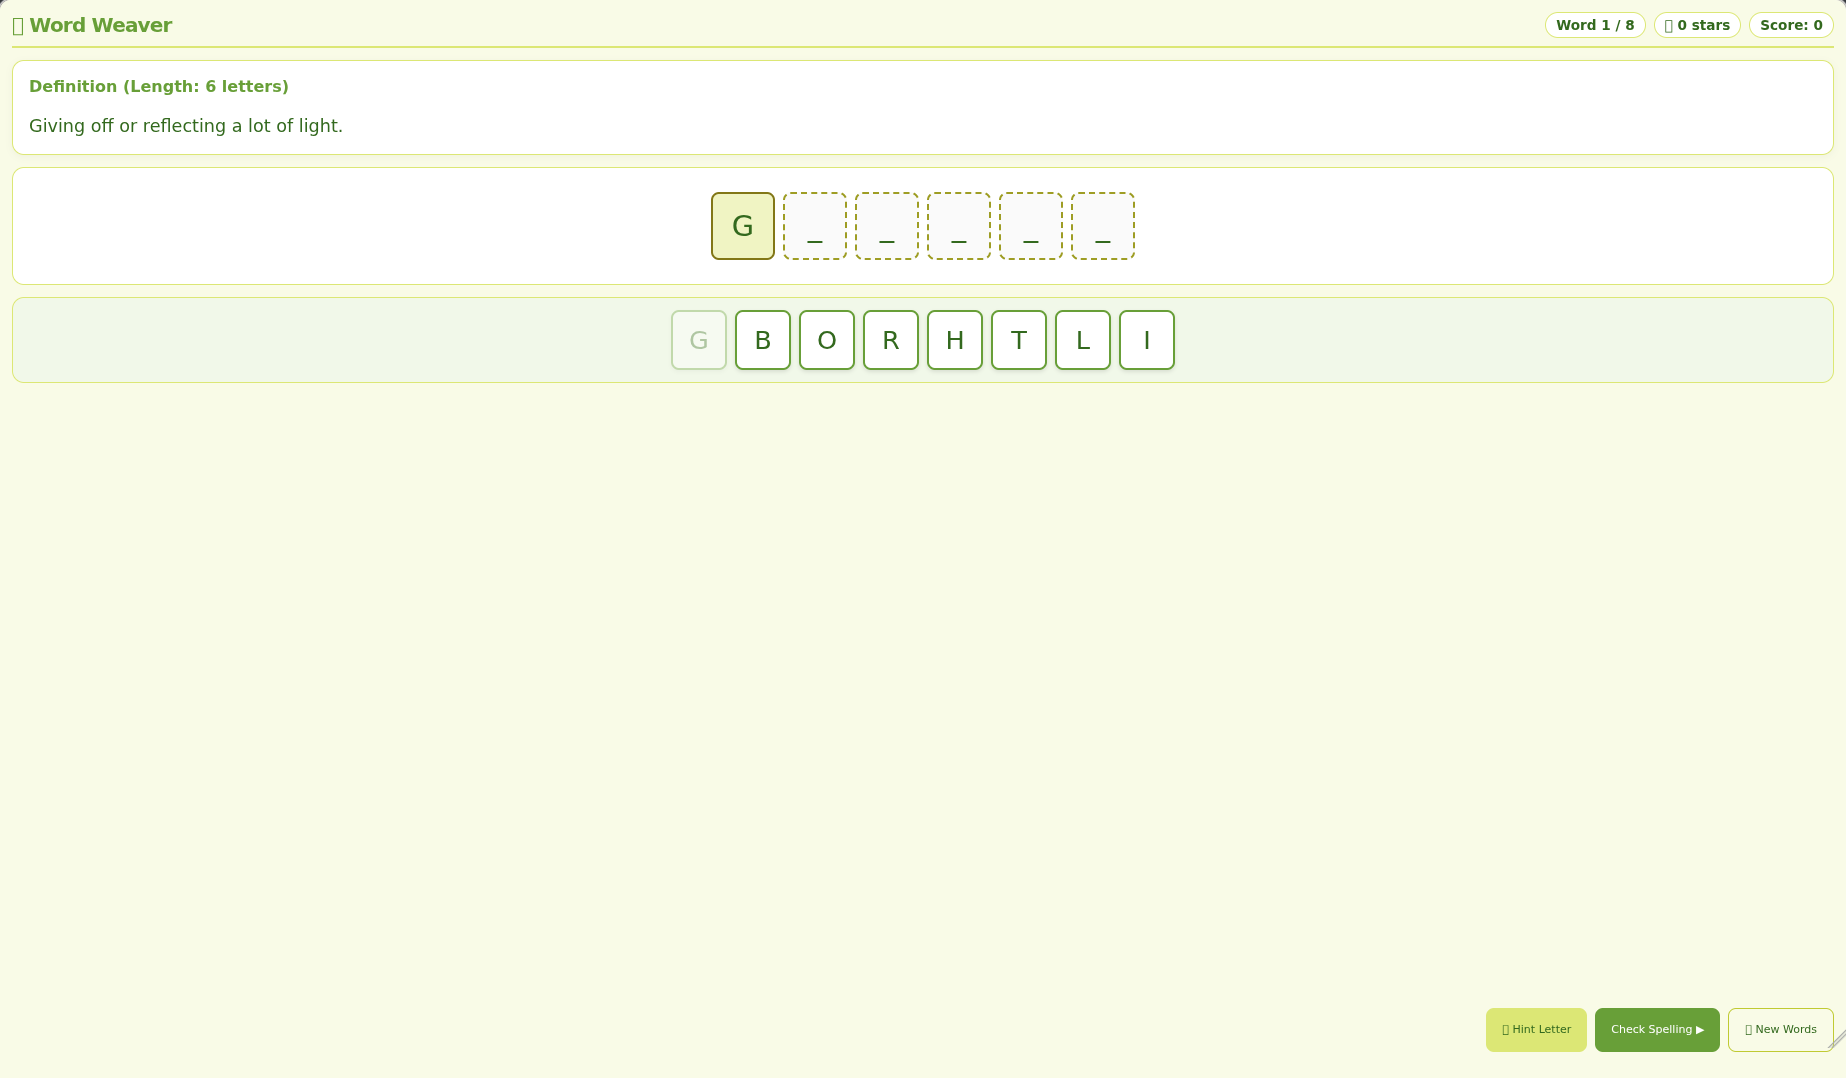 Word Weaver
Word 1 / 8
0 stars
Score: 0
Definition (Length: 6 letters)
Giving off or reflecting a lot of light.
G _ _ _ _ _
G B O R H T L I
Hint Letter
Check Spelling ▶
New Words